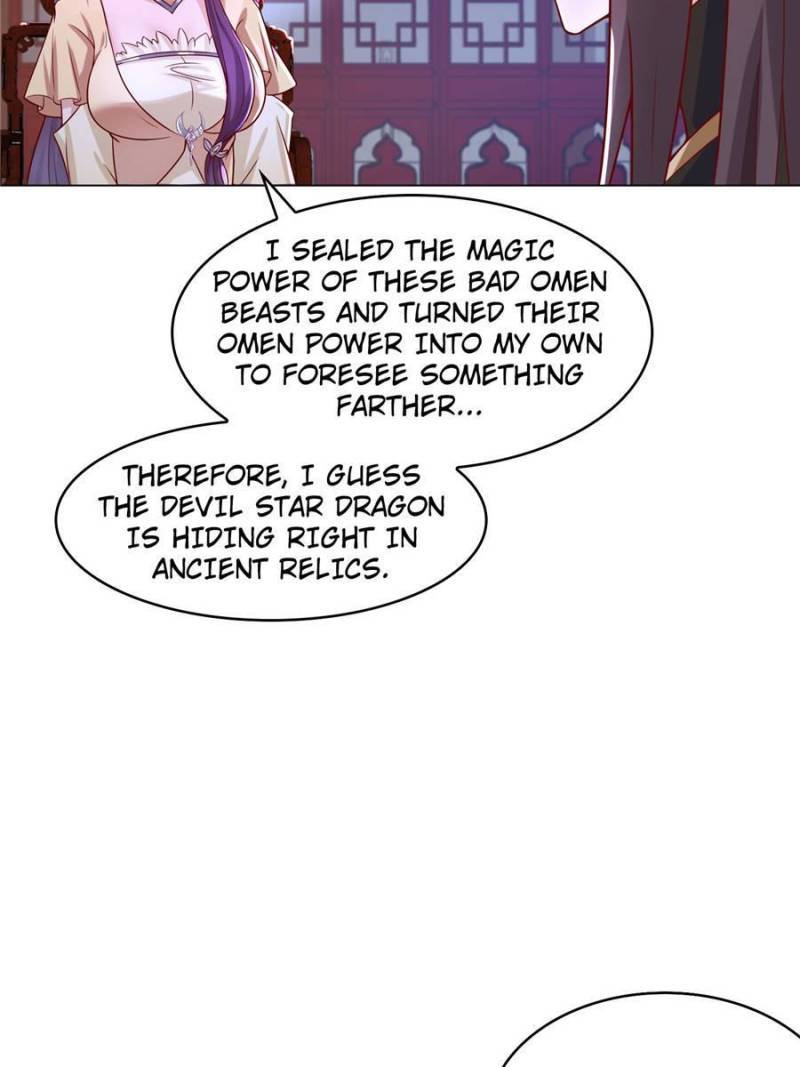 I SEALED THE MAGIC
POWER OF THESE BAD OMEN
BEASTS AND TURNED THEIR
OMEN POWER INTO MY OWN
TO FORESEE SOMETHING
FARTHER...
THEREFORE, I GUESS
THE DEVIL STAR DRAGON
IS HIDING RIGHT IN
ANCIENT RELICS.